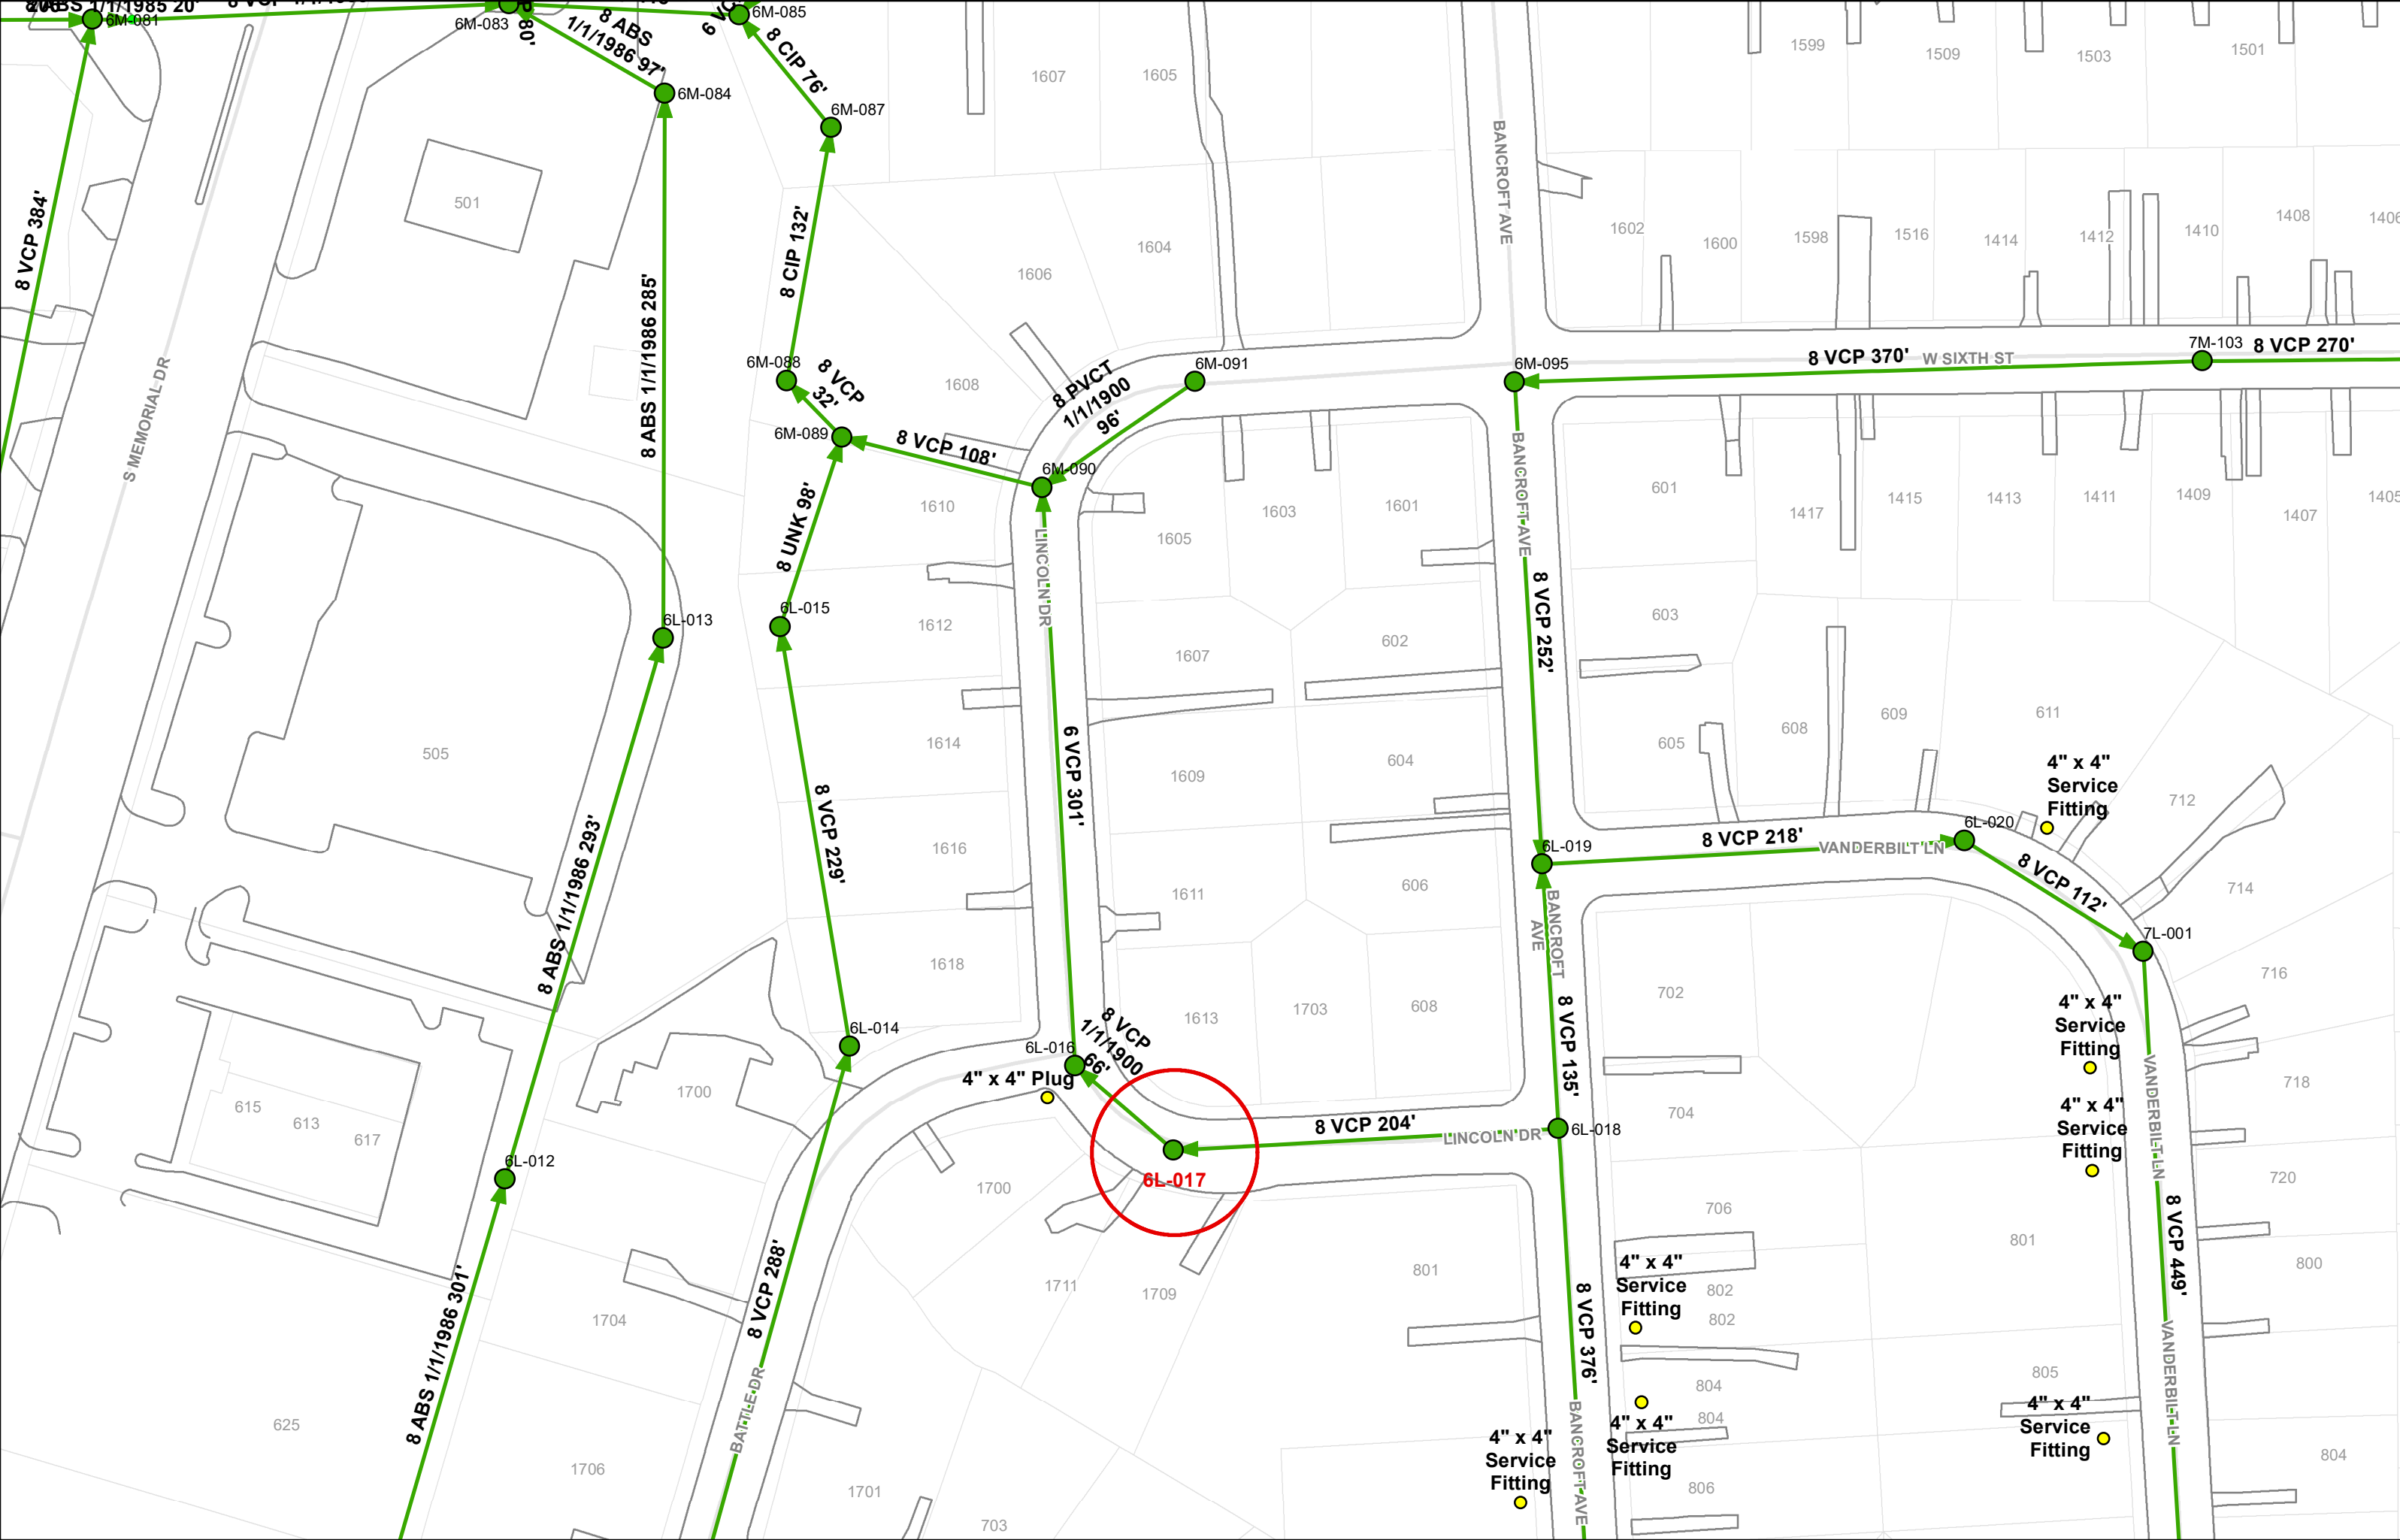 8 VCP
6M-081
6M-083
80'
8 ABS
1/1/1986 97'
6M-085
8 CIP 76'
6M-084
6M-087
1607
1605
1599
1509
1503
1501
501
8 VCP 384'
S MEMORIAL DR
8 CIP 132'
8 ABS 1/1/1986 285'
1606
1604
BANCROFT AVE
1602
1600
1598
1516
1414
1412
1410
1408
1406
6M-088
8 VCP
32'
1608
8 PVCT
1/1/1900
96'
6M-091
6M-095
8 VCP 370'
W SIXTH ST
7M-103
8 VCP 270'
6M-089
8 VCP 108'
6M-090
BANCROFT AVE
8 UNK 98'
1610
LINCOLN DR
1605
1603
1601
601
1417
1415
1413
1411
1409
1407
1405
6L-013
6L-015
1612
1607
602
8 VCP 252'
603
505
1614
6 VCP 301'
1609
604
605
608
609
611
4" x 4"
Service
Fitting
712
8 VCP 229'
1616
6L-019
8 VCP 218'
VANDERBILT LN
6L-020
8 VCP 112'
8 ABS 1/1/1986 293'
1611
606
BANCROFT
AVE
714
7L-001
716
1618
1613
1703
608
702
4" x 4"
Service
Fitting
6L-014
6L-016
8 VCP
1/1/1900
66'
4" x 4" Plug
8 VCP 135'
VANDERBILT LN
718
1700
615
613
617
8 VCP 204'
LINCOLN DR
6L-018
704
4" x 4"
Service
Fitting
6L-012
6L-017
1700
706
720
8 VCP 449'
801
8 VCP 288'
1711
1709
801
8 VCP 376'
4" x 4"
Service
Fitting
802
802
800
8 ABS 1/1/1986 301'
1704
VANDERBILT LN
BATTLE DR
BANCROFT AVE
804
804
805
4" x 4"
Service
Fitting
4" x 4"
Service
Fitting
4" x 4"
Service
Fitting
625
1706
1701
703
806
804